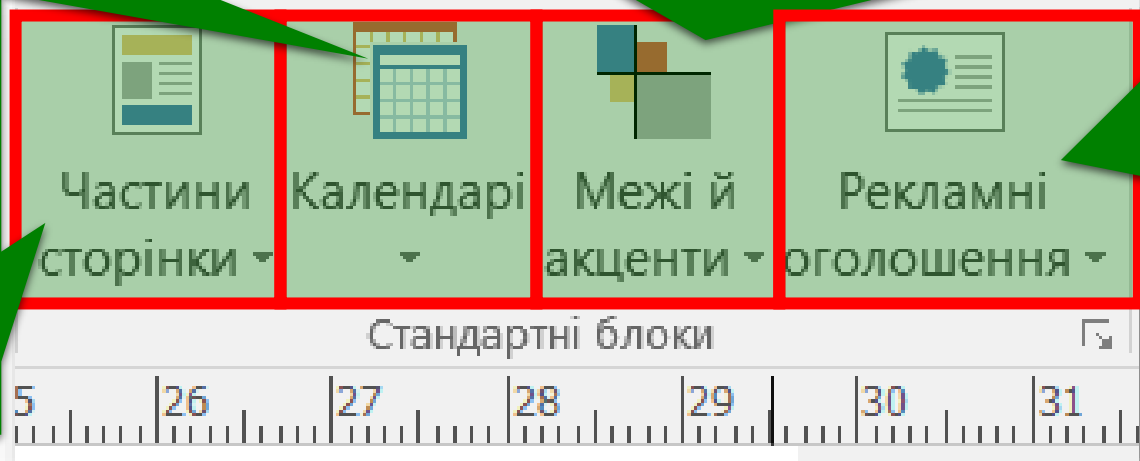 Частини
сторінки
Календарі
Межі й
акценти
Рекламні
оголошення
Стандартні блоки
5 26 27 28 29 30 31